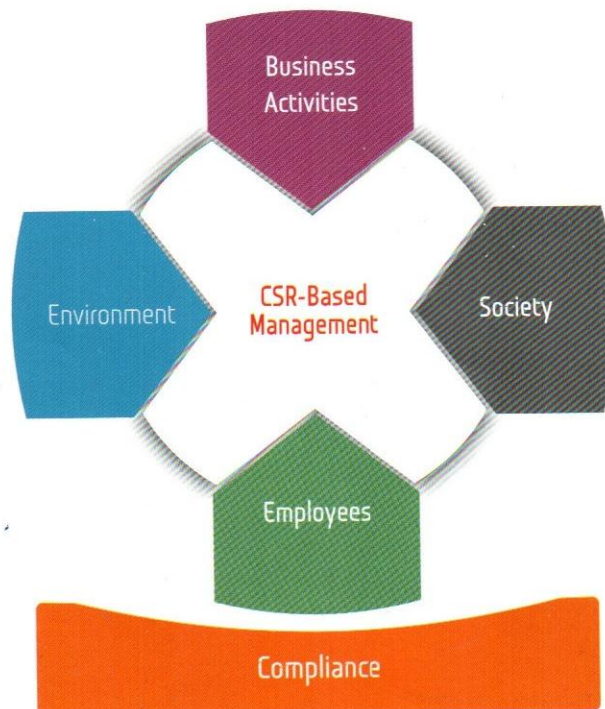 Business
Activities
Environment
CSR-Based
Management
Society
Employees
Compliance